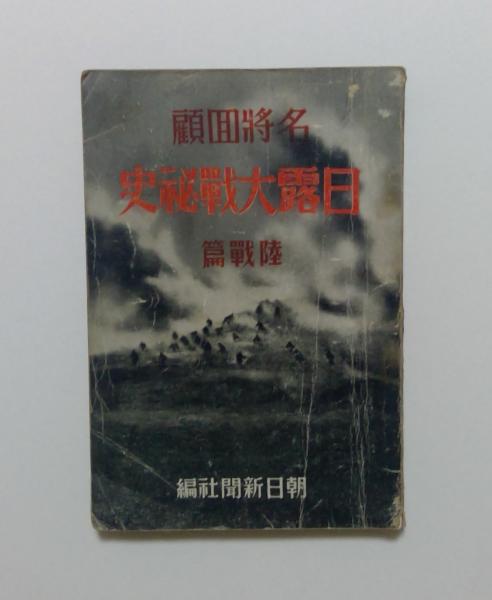 名將回顧
日露大戰秘史
陸戰篇
朝日新聞社編